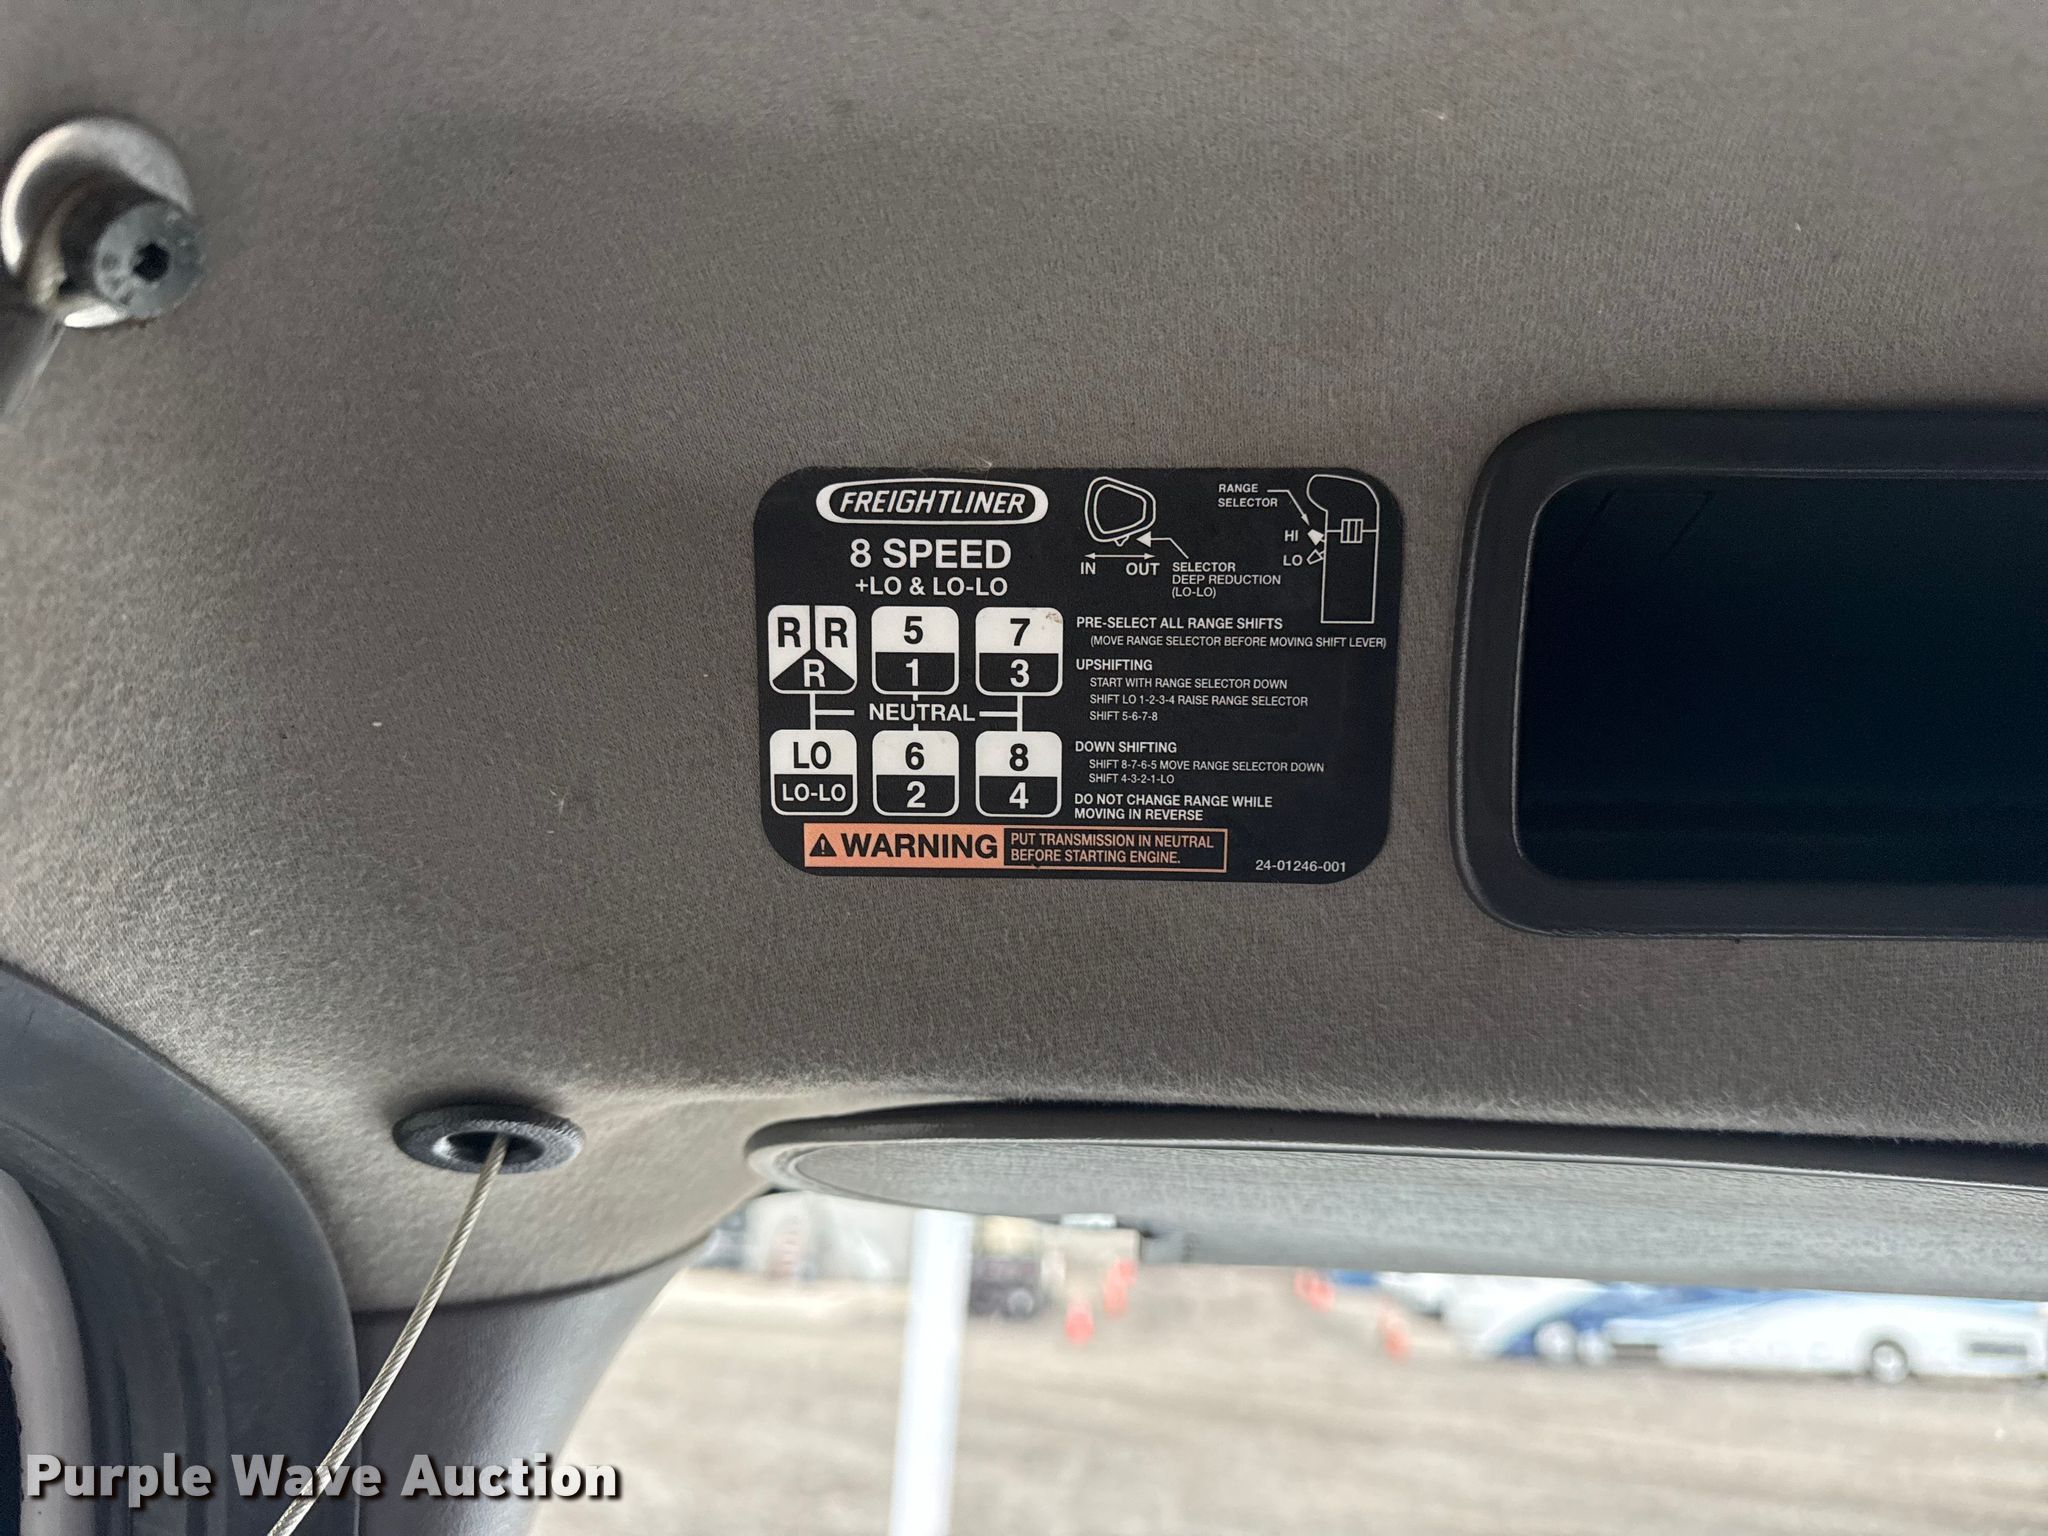 FREIGHTLINER
8 SPEED
+LO & LO-LO
R R
R
5
1
7
3
NEUTRAL
LO
LO-LO
6
2
8
4
IN OUT
SELECTOR
DEEP REDUCTION
(LO-LO)
RANGE
SELECTOR
HI
LO
PRE-SELECT ALL RANGE SHIFTS
(MOVE RANGE SELECTOR BEFORE MOVING SHIFT LEVER)
UPSHIFTING
START WITH RANGE SELECTOR DOWN
SHIFT LO 1-2-3-4 RAISE RANGE SELECTOR
SHIFT 5-6-7-8
DOWN SHIFTING
SHIFT 8-7-6-5 MOVE RANGE SELECTOR DOWN
SHIFT 4-3-2-1-LO
DO NOT CHANGE RANGE WHILE
MOVING IN REVERSE
WARNING
PUT TRANSMISSION IN NEUTRAL
BEFORE STARTING ENGINE.
24-01246-001
Purple Wave Auction